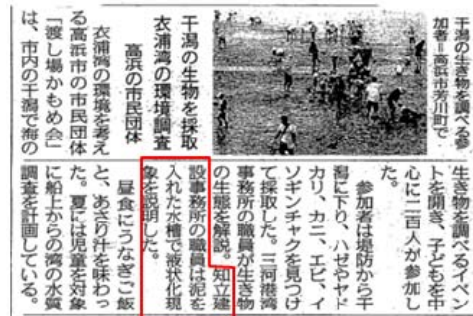 干潟の生き物を調べる参
加者＝高浜市芳川町で
干潟の生物を採取
衣浦湾の環境調査
高浜の市民団体
衣浦湾の環境を考え
る高浜市の市民団体
「渡し場かもめ会」
は、市内の干潟で海の
生き物を調べるイベン
トを開き、子どもを中
心に二百人が参加し
た。
参加者は堤防から干
潟に下り、ハゼやヤド
カリ、カニ、エビ、イ
ソギンチャクを見つけ
て採取した。三河港湾
事務所の職員が生き物
の生態を解説。知立建
設事務所の職員は泥を
入れた水槽で液状化現
象を説明した。
昼食にうなぎご飯
と、あさり汁を味わっ
た。夏には児童を対象
に船上からの湾の水質
調査を計画している。